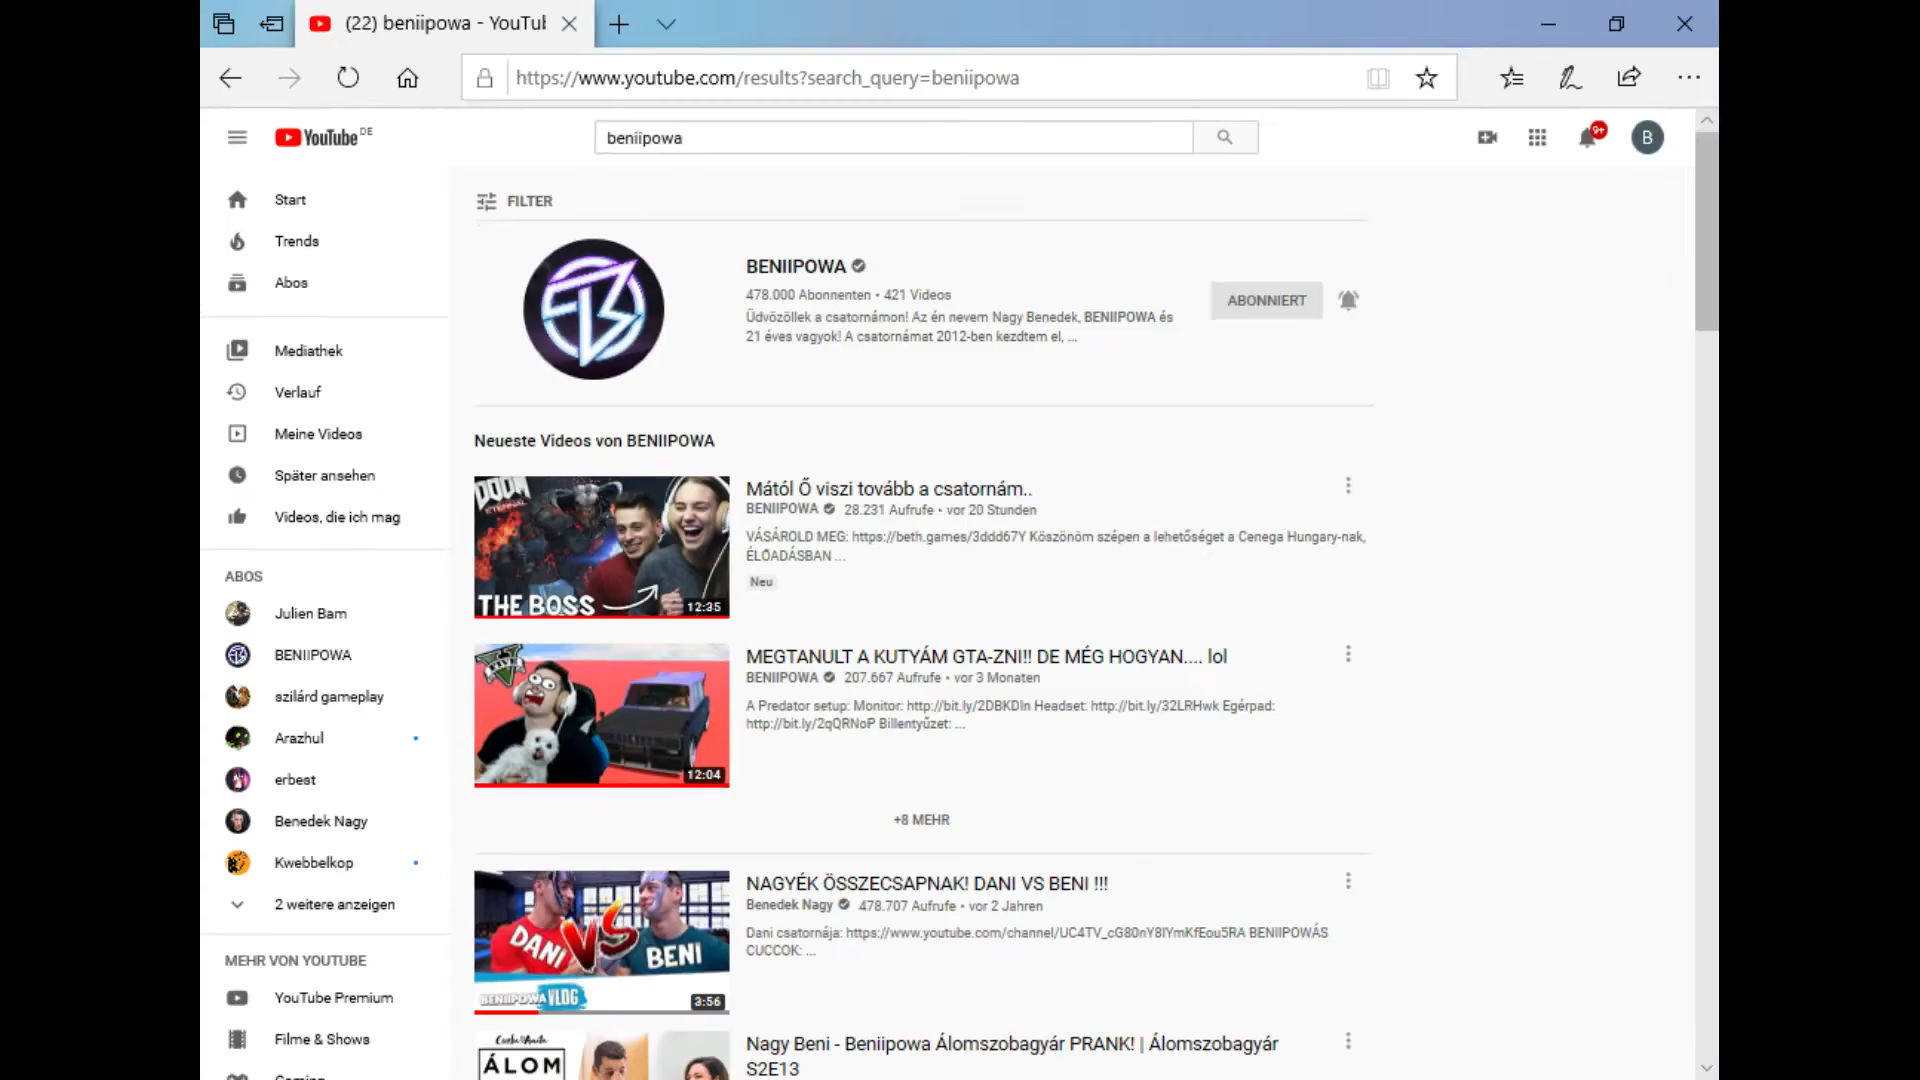 (22) beniipowa - YouTul
https://www.youtube.com/results?search_query=beniipowa
YouTube DE
beniipowa
9+
B
Start
Trends
Abos
Mediathek
Verlauf
Meine Videos
Später ansehen
Videos, die ich mag
ABOS
Julien Bam
BENIIPOWA
szilárd gameplay
Arazhul
erbest
Benedek Nagy
Kwebbelkop
2 weitere anzeigen
MEHR VON YOUTUBE
YouTube Premium
Filme & Shows
Gaming
FILTER
BENIIPOWA
478.000 Abonnenten • 421 Videos
Üdvözöllek a csatornámon! Az én nevem Nagy Benedek, BENIIPOWA és
21 éves vagyok! A csatornámat 2012-ben kezdtem el, ...
ABONNIERT
Neueste Videos von BENIIPOWA
DOOM
ETERNAL
THE BOSS
12:35
Mától Ő viszi tovább a csatornám..
BENIIPOWA 28.231 Aufrufe • vor 20 Stunden
VÁSÁROLD MEG: https://beth.games/3ddd67Y Köszönöm szépen a lehetőséget a Cenega Hungary-nak,
ÉLŐADÁSBAN ...
Neu
V
12:04
MEGTANULT A KUTYÁM GTA-ZNI!! DE MÉG HOGYAN.... lol
BENIIPOWA 207.667 Aufrufe • vor 3 Monaten
A Predator setup: Monitor: http://bit.ly/2DBKDIn Headset: http://bit.ly/32LRHwk Egérpad:
http://bit.ly/2qQRNoP Billentyűzet: ...
+8 MEHR
DANI VS BENI
BENIIPOWA VLOG
3:56
NAGYÉK ÖSSZECSAPNAK! DANI VS BENI !!!
Benedek Nagy 478.707 Aufrufe • vor 2 Jahren
Dani csatornája: https://www.youtube.com/channel/UC4TV_cG80nY8IYmKfEou5RA BENIIPOWÁS
CUCCOK: ...
ÁLOM
Nagy Beni - Beniipowa Álomszobagyár PRANK! | Álomszobagyár
S2E13